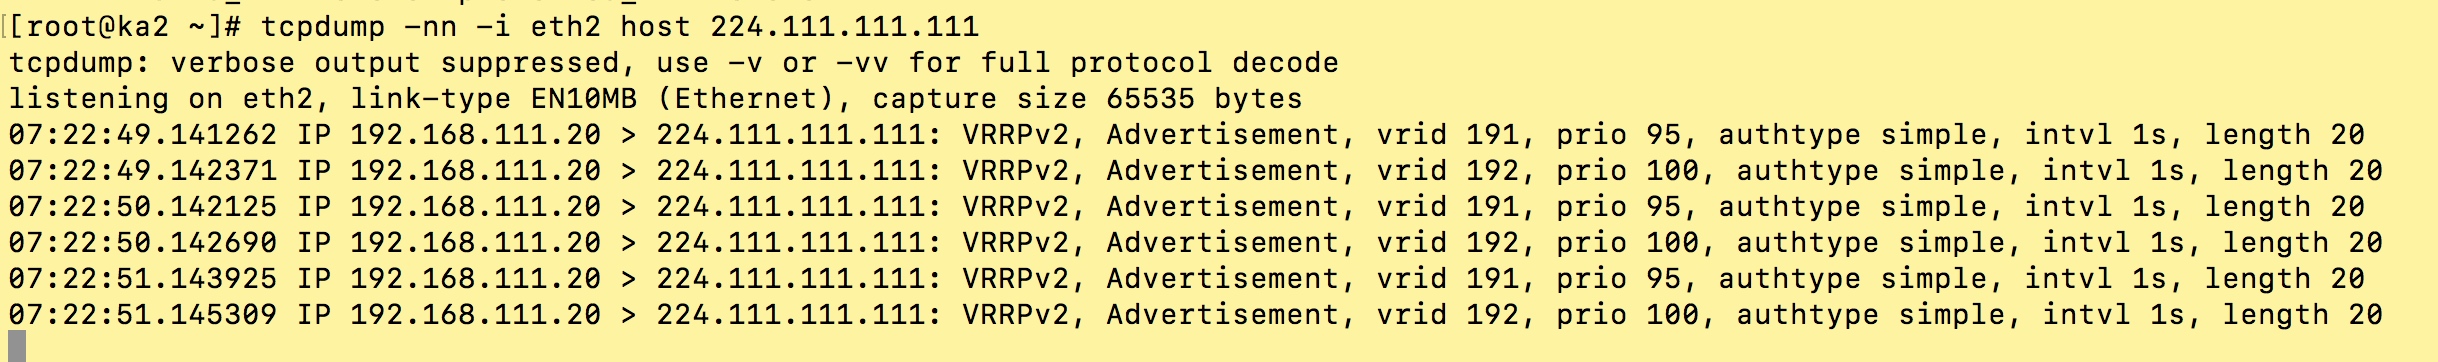 [[root@ka2 ~]# tcpdump -nn -i eth2 host 224.111.111.111
tcpdump: verbose output suppressed, use -v or -vv for full protocol decode
listening on eth2, link-type EN10MB (Ethernet), capture size 65535 bytes
07:22:49.141262 IP 192.168.111.20 > 224.111.111.111: VRRPv2, Advertisement, vrid 191, prio 95, authtype simple, intvl 1s, length 20
07:22:49.142371 IP 192.168.111.20 > 224.111.111.111: VRRPv2, Advertisement, vrid 192, prio 100, authtype simple, intvl 1s, length 20
07:22:50.142125 IP 192.168.111.20 > 224.111.111.111: VRRPv2, Advertisement, vrid 191, prio 95, authtype simple, intvl 1s, length 20
07:22:50.142690 IP 192.168.111.20 > 224.111.111.111: VRRPv2, Advertisement, vrid 192, prio 100, authtype simple, intvl 1s, length 20
07:22:51.143925 IP 192.168.111.20 > 224.111.111.111: VRRPv2, Advertisement, vrid 191, prio 95, authtype simple, intvl 1s, length 20
07:22:51.145309 IP 192.168.111.20 > 224.111.111.111: VRRPv2, Advertisement, vrid 192, prio 100, authtype simple, intvl 1s, length 20